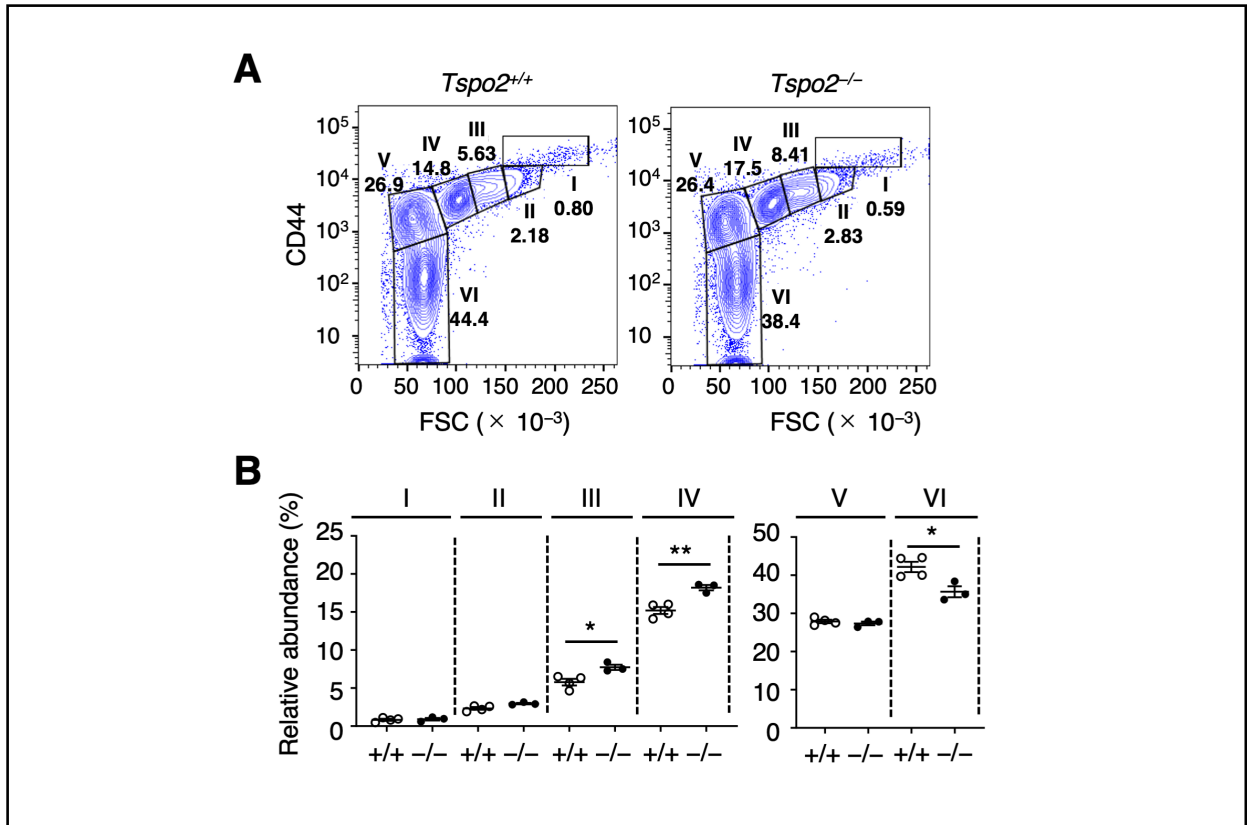 A
Tspo2+/+
Tspo2–/–
CD44
10⁵
10⁴
10³
10²
10
0 50 100 150 200 250
FSC ( × 10⁻³)
V
26.9
IV
14.8
III
5.63
I
0.80
II
2.18
VI
44.4
10⁵
10⁴
10³
10²
10
0 50 100 150 200 250
FSC ( × 10⁻³)
V
26.4
IV
17.5
III
8.41
I
0.59
II
2.83
VI
38.4
B
Relative abundance (%)
I II III IV V VI
25
20
15
10
5
0
* **
50
40
30
20
10
0
*
+/+ –/– +/+ –/– +/+ –/– +/+ –/– +/+ –/– +/+ –/–